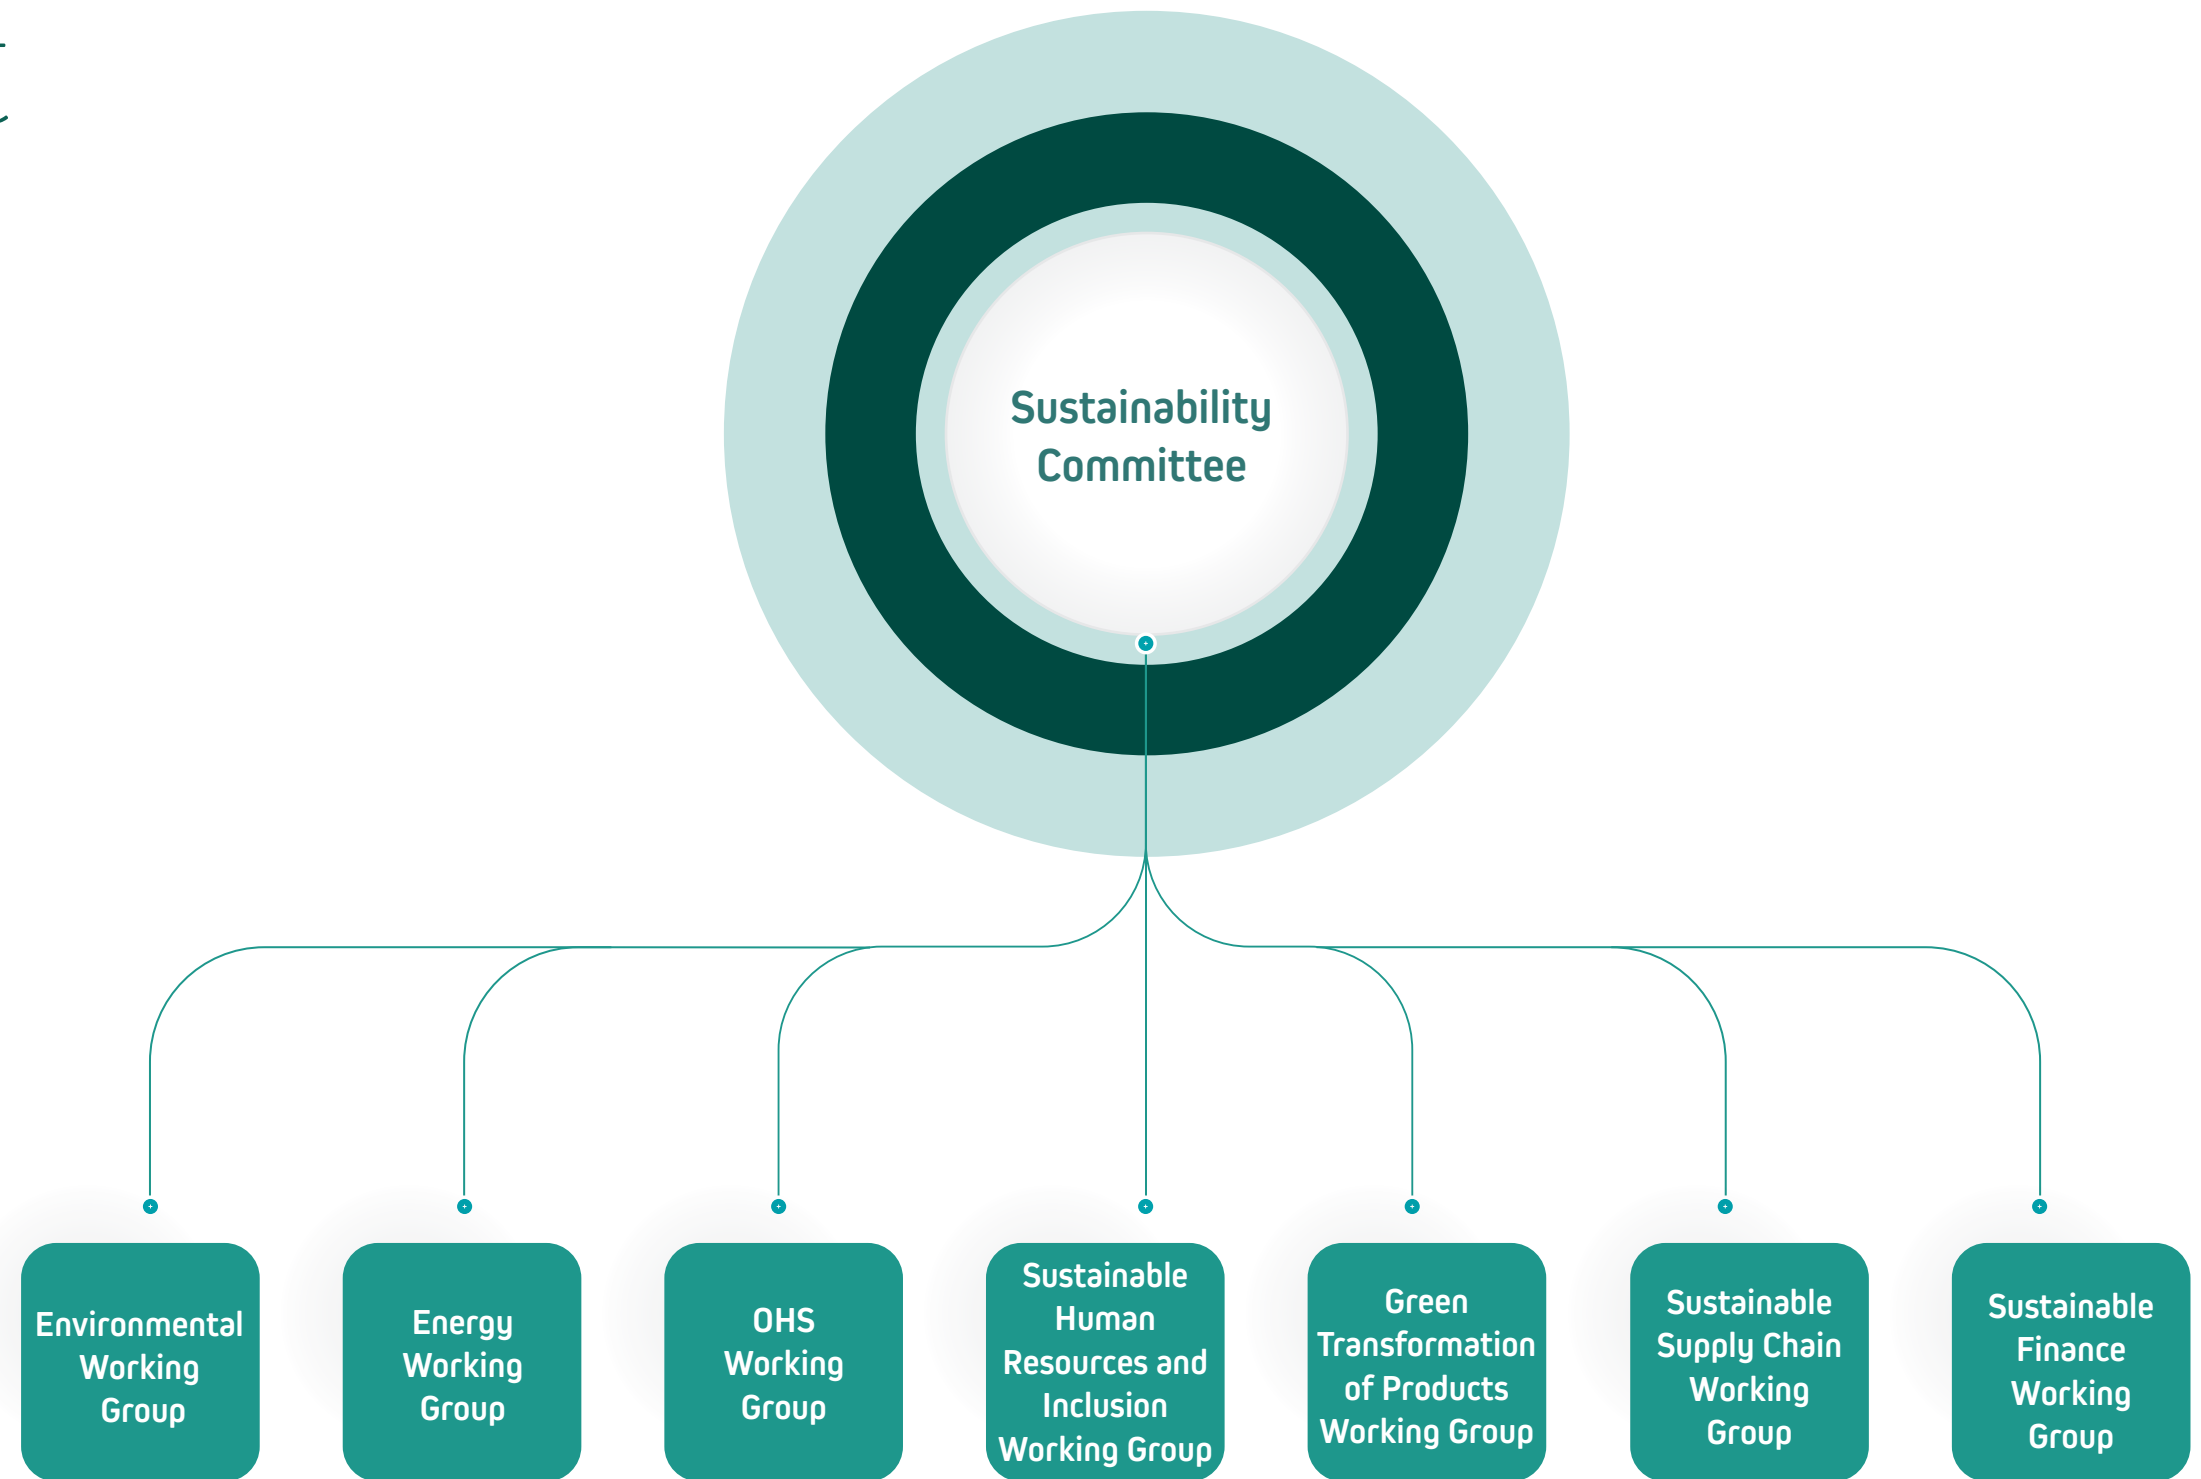 Sustainability
Committee
Environmental
Working
Group
Energy
Working
Group
OHS
Working
Group
Sustainable
Human
Resources and
Inclusion
Working Group
Green
Transformation
of Products
Working Group
Sustainable
Supply Chain
Working
Group
Sustainable
Finance
Working
Group